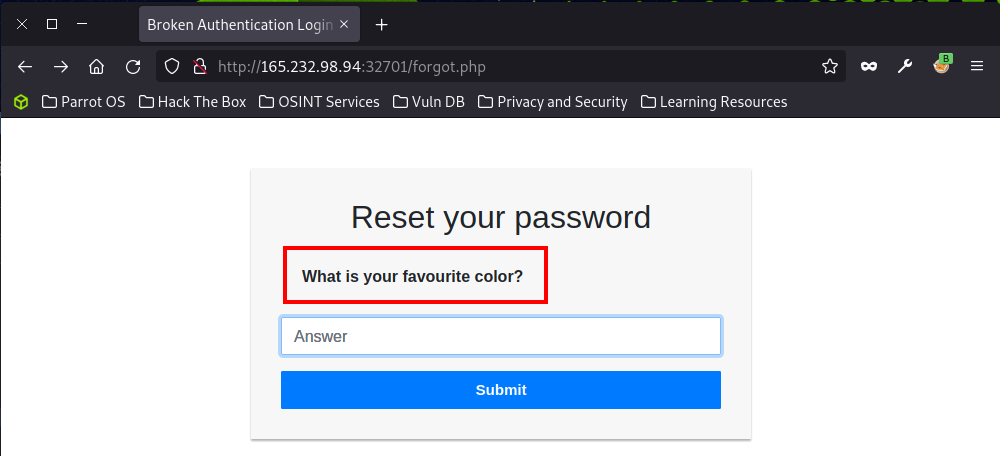 Broken Authentication Login
http://165.232.98.94:32701/forgot.php
B
Parrot OS Hack The Box OSINT Services Vuln DB Privacy and Security Learning Resources
Reset your password
What is your favourite color?
Answer
Submit